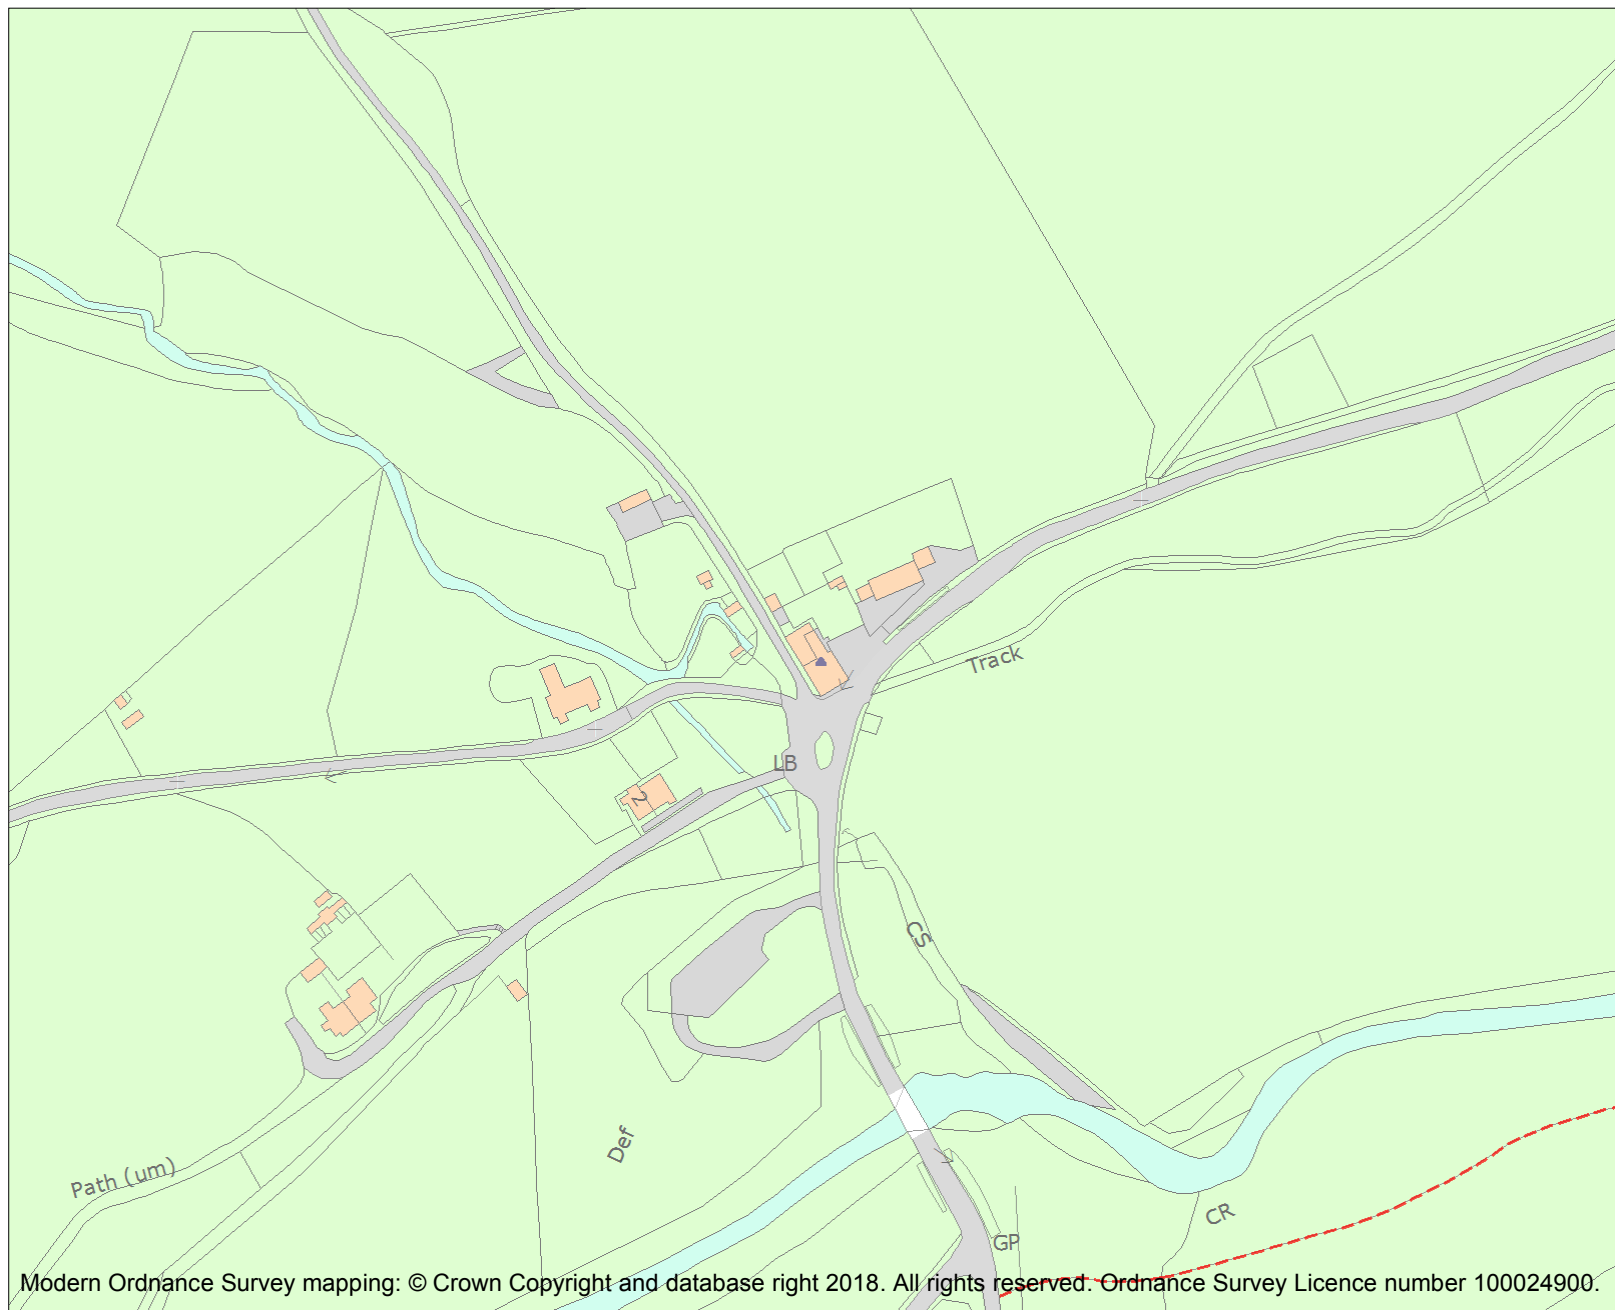 Track
LB
2
CS
Def
Path (um)
CR
GP
Modern Ordnance Survey mapping: © Crown Copyright and database right 2018. All rights reserved. Ordnance Survey Licence number 100024900.